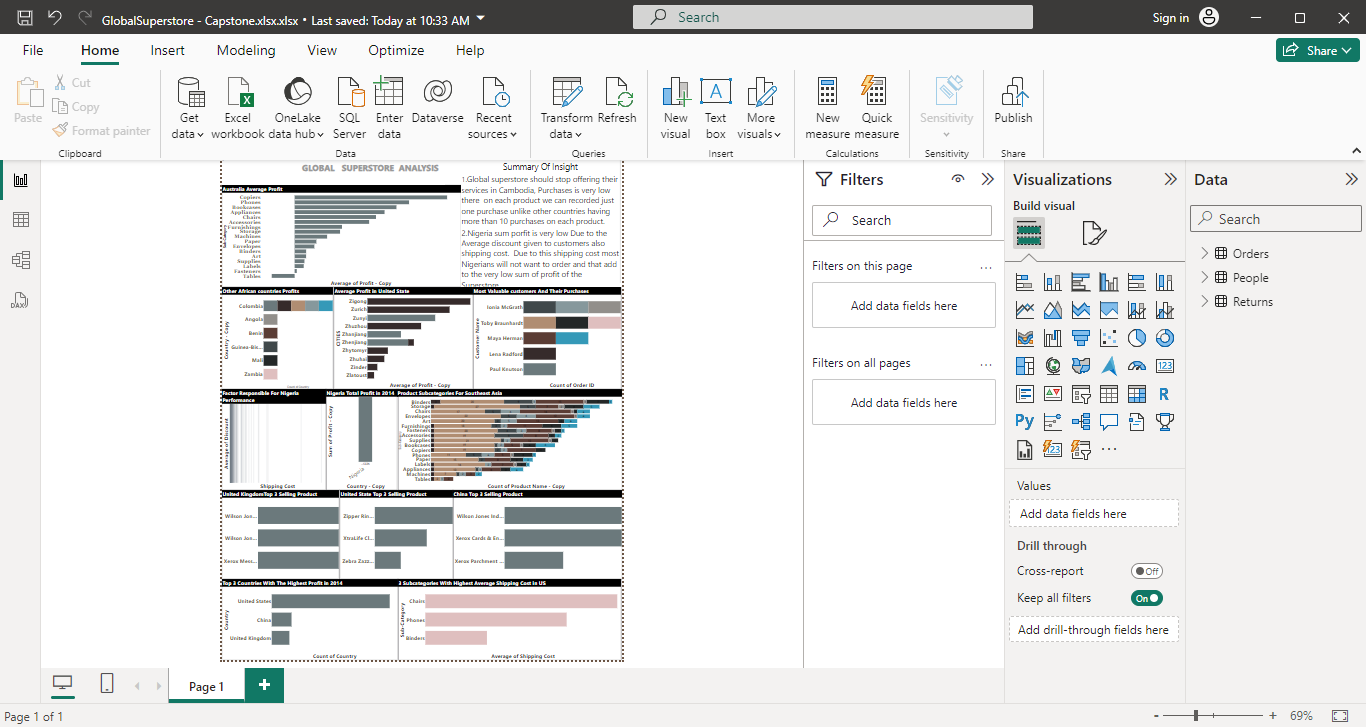 GlobalSuperstore - Capstone.xlsx.xlsx • Last saved: Today at 10:33 AM
Search
Sign in
File Home Insert Modeling View Optimize Help
Share
Paste
Cut
Copy
Format painter
Get data
Excel workbook
OneLake data hub
SQL Server
Enter data
Dataverse
Recent sources
Transform data
Refresh
New visual
Text box
More visuals
New measure
Quick measure
Sensitivity
Publish
Clipboard Data Queries Insert Calculations Sensitivity Share
GLOBAL SUPERSTORE ANALYSIS
Summary Of Insight
1.Global superstore should stop offering their
services in Cambodia, Purchases is very low
there on each product we can recorded just
one purchase unlike other countries having
more than 10 purchases on each product.
2.Nigeria sum porfit is very low Due to the
Average discount given to customers also
shipping cost. Due to this shipping cost most
Nigerians will not want to order and that add
to the very low sum of profit of the
Superstore
Australia Average Profit
Copiers
Phones
Bookcases
Appliances
Chairs
Accessories
Furnishings
Storage
Machines
Paper
Envelopes
Binders
Art
Supplies
Labels
Fasteners
Tables
Average of Profit - Copy
Other African countries Profits
Country - Copy
Colombia
Angola
Benin
Guinea-Bis...
Mali
Zambia
Average Profit in United State
CITIES
Zigong
Zurich
Zunyi
Zhuzhou
Zhanjiang
Zhenjiang
Zhytomyr
Zhuhai
Zinder
Zlatoust
Average of Profit - Copy
Most Valuable customers And Their Purchases
Customer Name
Ionia McGrath
Toby Braunhardt
Maya Herman
Lena Radford
Paul Knutson
Count of Order ID
Factor Responsible For Nigeria
Performance
Average of Discount
Shipping Cost
Nigeria Total Profit in 2014
Sum of Profit - Copy
Nigeria
Country - Copy
Product Subcategories For Southeast Asia
Binders
Storage
Chairs
Envelopes
Art
Furnishings
Fasteners
Accessories
Supplies
Bookcases
Copiers
Phones
Paper
Labels
Appliances
Machines
Tables
Count of Product Name - Copy
United KingdomTop 3 Selling Product
Wilson Jon...
Wilson Jon...
Xerox Mess...
United State Top 3 Selling Product
Zipper Rin...
XtraLife Cl...
Zebra Zazz...
China Top 3 Selling Product
Wilson Jones Ind...
Xerox Cards & En...
Xerox Parchment ...
Top 3 Countries With The Highest Profit in 2014
Country
United States
China
United Kingdom
Count of Country
3 Subcategories With Highest Average Shipping Cost in US
Sub-Category
Chairs
Phones
Binders
Average of Shipping Cost
Filters
Search
Filters on this page
Add data fields here
Filters on all pages
Add data fields here
Visualizations
Build visual
123
R
Py
123
Values
Add data fields here
Drill through
Cross-report Off
Keep all filters On
Add drill-through fields here
Data
Search
Orders
People
Returns
DAX
Page 1
Page 1 of 1
- + 69%